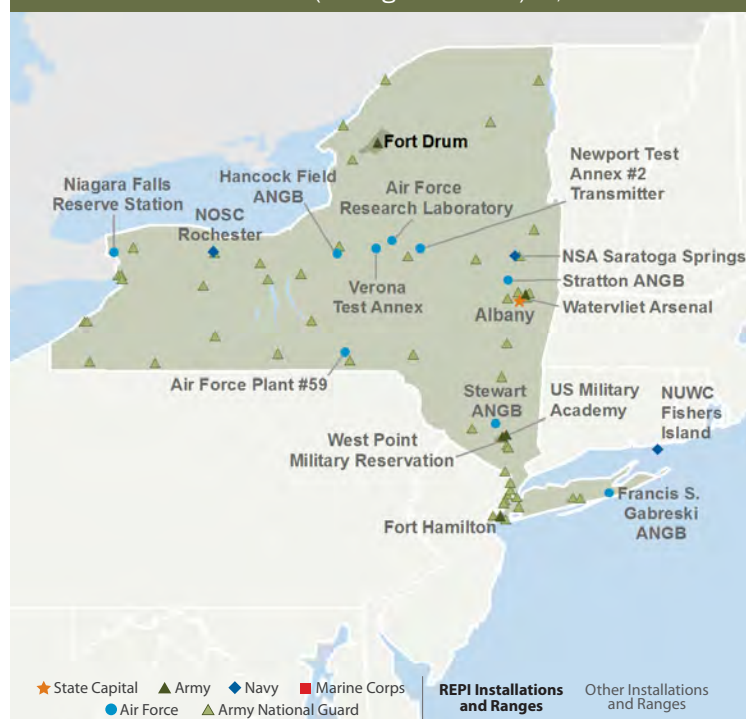 Fort Drum
Newport Test
Annex #2
Transmitter
Hancock Field
ANGB
Air Force
Research Laboratory
Niagara Falls
Reserve Station
NOSC
Rochester
NSA Saratoga Springs
Verona
Test Annex
Stratton ANGB
Watervliet Arsenal
Albany
Air Force Plant #59
Stewart
ANGB
US Military
Academy
NUWC
Fishers
Island
West Point
Military Reservation
Francis S.
Gabreski
ANGB
Fort Hamilton
State Capital Army Navy Marine Corps
Air Force Army National Guard
REPI Installations
and Ranges
Other Installations
and Ranges